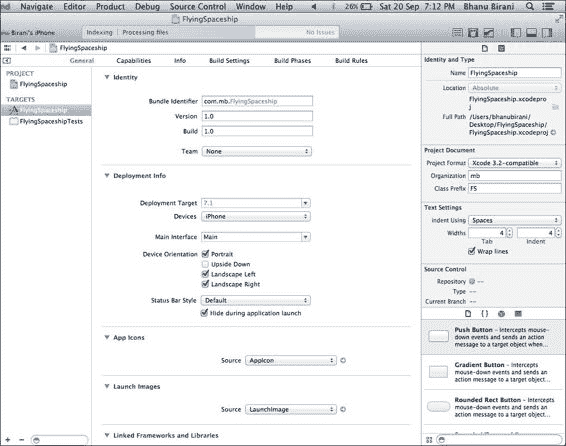 Navigate Editor Product Debug Source Control Window 26% Sat 20 Sep 7:12 PM Bhanu Birani
FlyingSpaceship
Birani's iPhone Indexing Processing files No Issues
FlyingSpaceship
General Capabilities Info Build Settings Build Phases Build Rules
PROJECT
FlyingSpaceship
TARGETS
FlyingSpaceship
FlyingSpaceshipTests
Identity
Bundle Identifier com.mb.FlyingSpaceship
Version 1.0
Build 1.0
Team None
Deployment Info
Deployment Target 7.1
Devices iPhone
Main Interface Main
Device Orientation Portrait
Upside Down
Landscape Left
Landscape Right
Status Bar Style Default
Hide during application launch
App Icons
Source AppIcon
Launch Images
Source LaunchImage
Linked Frameworks and Libraries
Identity and Type
Name FlyingSpaceship
Location Absolute
FlyingSpaceship.xcodepro
j
Full Path /Users/bhanubirani/
Desktop/FlyingSpaceship/
FlyingSpaceship.xcodeproj
Project Document
Project Format Xcode 3.2-compatible
Organization mb
Class Prefix FS
Text Settings
Indent Using Spaces
Widths 4 4
Tab Indent
Wrap lines
Source Control
Repository --
Type --
Current Branch --
Push Button - Intercepts mouse-
down events and sends an
action message to a target
object when...
Gradient Button - Intercepts
mouse-down events and sends an
action message to a target object...
Rounded Rect Button - Intercepts
mouse-down events and sends an
action message to a target object...